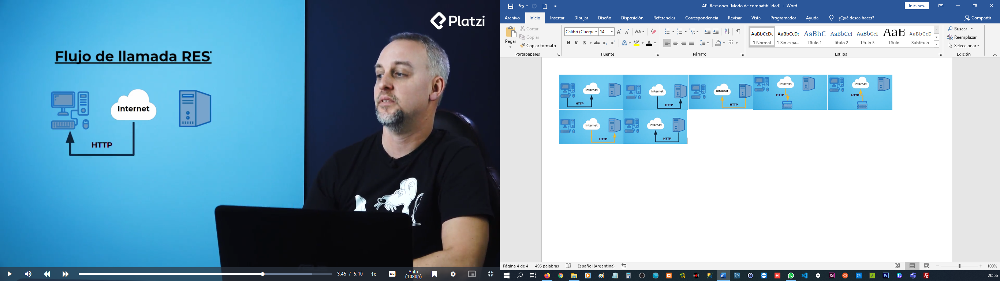 Platzi
Flujo de llamada RES
Internet
HTTP
3:45 / 5:10
1x
CC
Auto
(1080p)
API Rest.docx [Modo de compatibilidad] - Word
Inic. ses.
Archivo
Inicio
Insertar
Dibujar
Diseño
Disposición
Referencias
Correspondencia
Revisar
Vista
Programador
Ayuda
¿Qué desea hacer?
Compartir
Pegar
Cortar
Copiar
Copiar formato
Portapapeles
Calibri (Cuerpo
14
Aa
N K S abc x₂ x²
Fuente
Párrafo
AaBbCcDc
¶ Normal
AaBbCcDc
¶ Sin espa...
AaBbC
Título 1
AaBbCcI
Título 2
AaBbCcI
Título 3
AaB
Título
AaBbCcD
Subtítulo
Estilos
Buscar
Reemplazar
Seleccionar
Edición
Internet
HTTP
Internet
HTTP
Internet
HTTP
Internet
HTTP
Internet
HTTP
Internet
HTTP
Internet
HTTP
Página 4 de 4
496 palabras
Español (Argentina)
100%
20:56